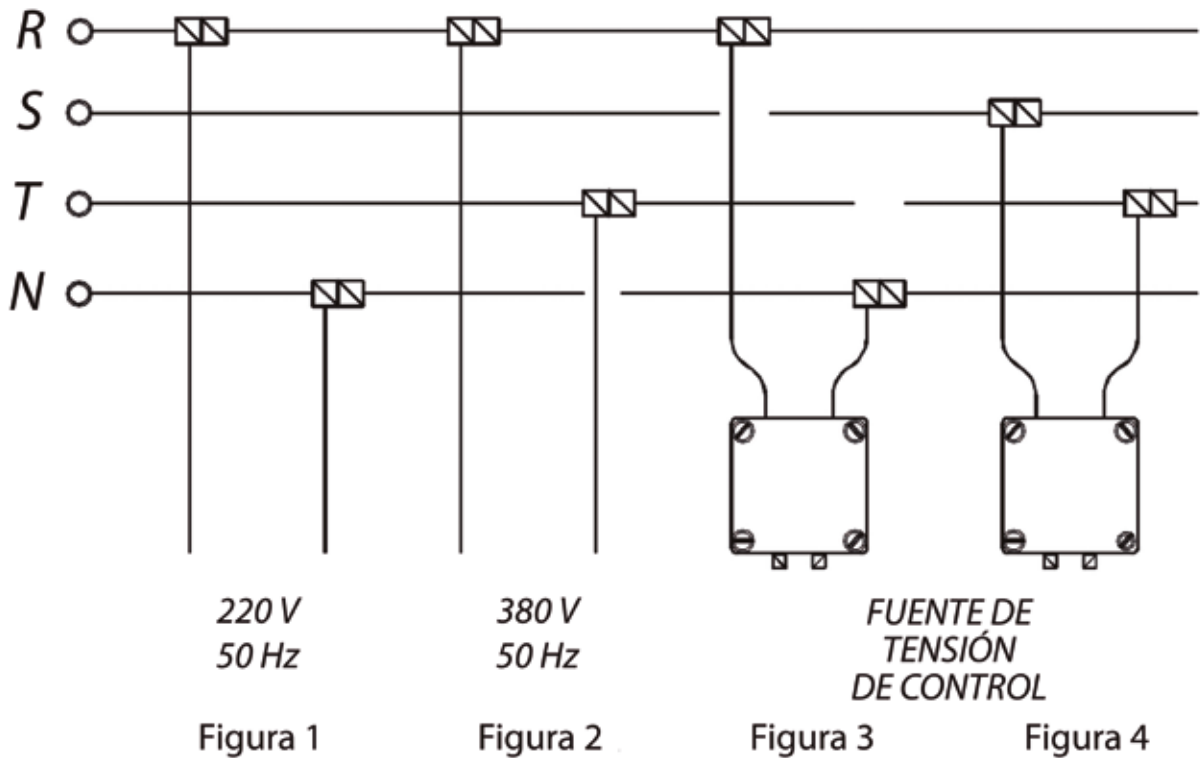 R
S
T
N
220 V
50 Hz
380 V
50 Hz
FUENTE DE
TENSIÓN
DE CONTROL
Figura 1
Figura 2
Figura 3
Figura 4